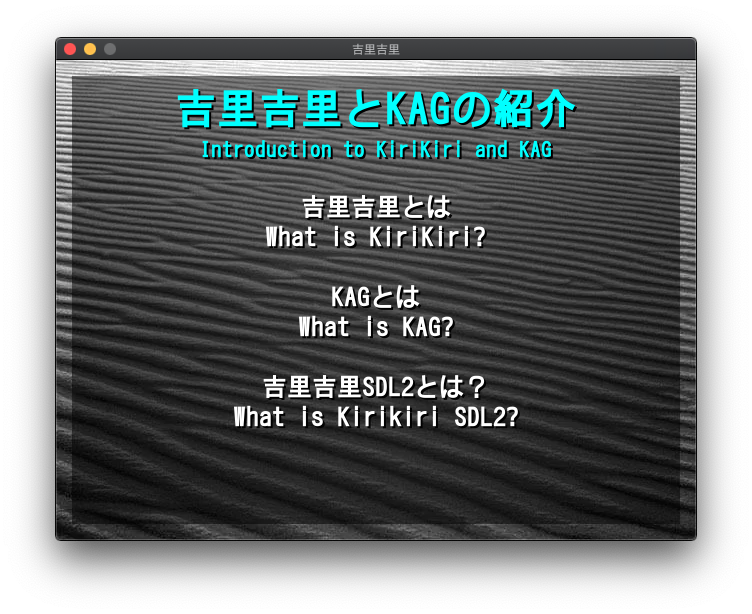 吉里吉里
吉里吉里とKAGの紹介
Introduction to KiriKiri and KAG
吉里吉里とは
What is KiriKiri?
KAGとは
What is KAG?
吉里吉里SDL2とは？
What is Kirikiri SDL2?